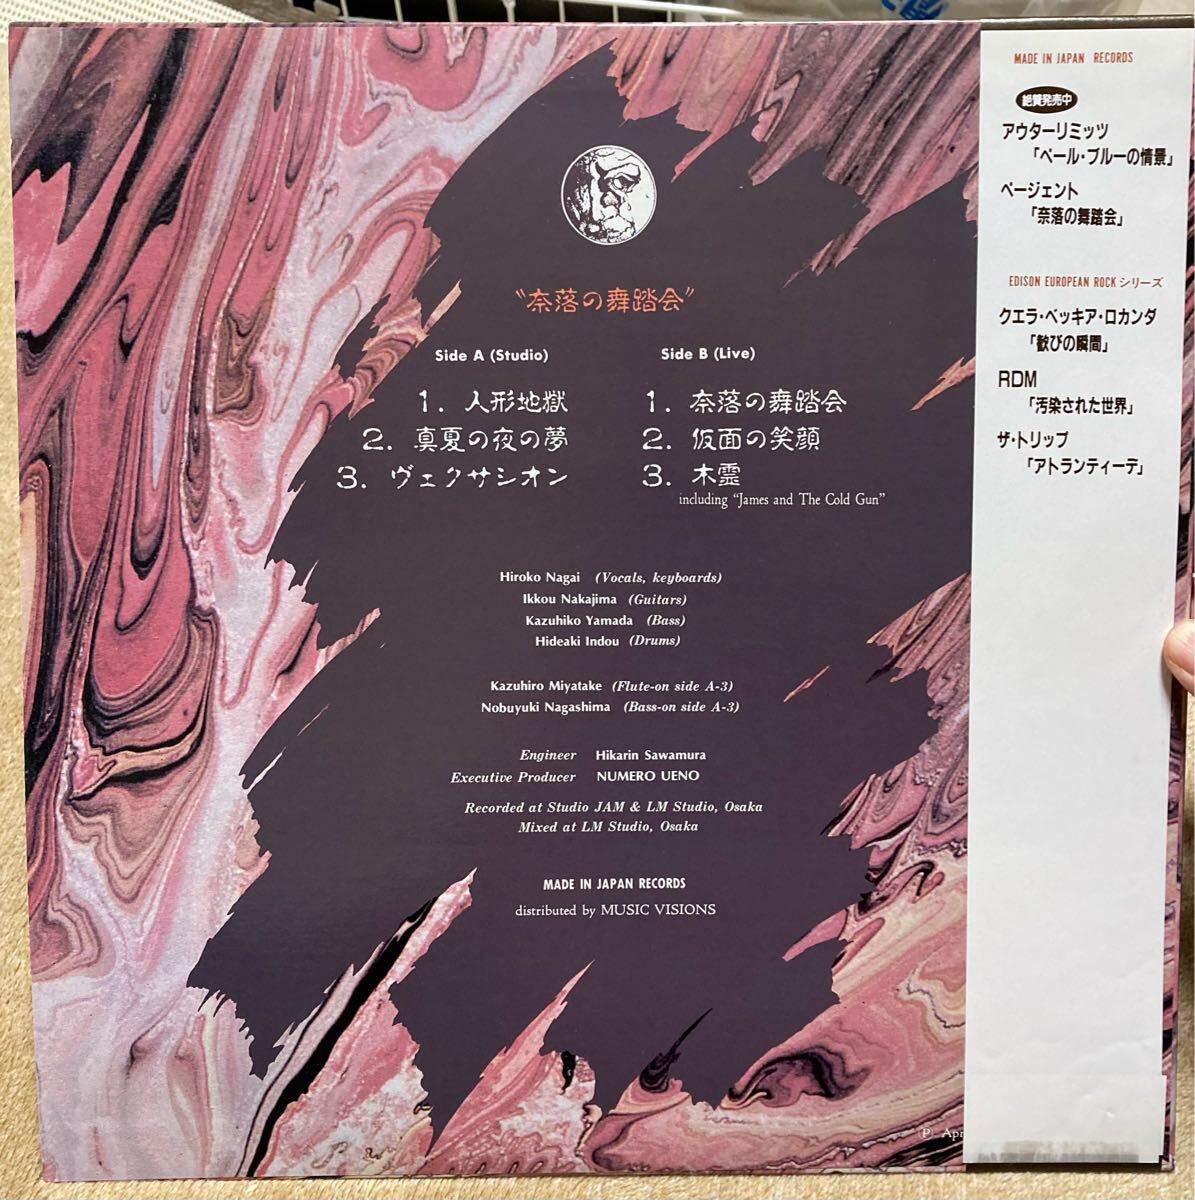 "奈落の舞踏会"
Side A (Studio)
1. 人形地獄
2. 真夏の夜の夢
3. ヴェクサシオン
Side B (Live)
1. 奈落の舞踏会
2. 仮面の笑顔
3. 木霊
including "James and The Cold Gun"
Hiroko Nagai (Vocals, keyboards)
Ikkou Nakajima (Guitars)
Kazuhiko Yamada (Bass)
Hideaki Indou (Drums)
Kazuhiro Miyatake (Flute-on side A-3)
Nobuyuki Nagashima (Bass-on side A-3)
Engineer Hikarin Sawamura
Executive Producer NUMERO UENO
Recorded at Studio JAM & LM Studio, Osaka
Mixed at LM Studio, Osaka
MADE IN JAPAN RECORDS
distributed by MUSIC VISIONS
Ⓟ Apr
MADE IN JAPAN RECORDS
絶賛発売中
アウターリミッツ
「ペール・ブルーの情景」
ページェント
「奈落の舞踏会」
EDISON EUROPEAN ROCK シリーズ
クエラ・ベッキア・ロカンダ
「歓びの瞬間」
RDM
「汚染された世界」
ザ・トリップ
「アトランティーデ」